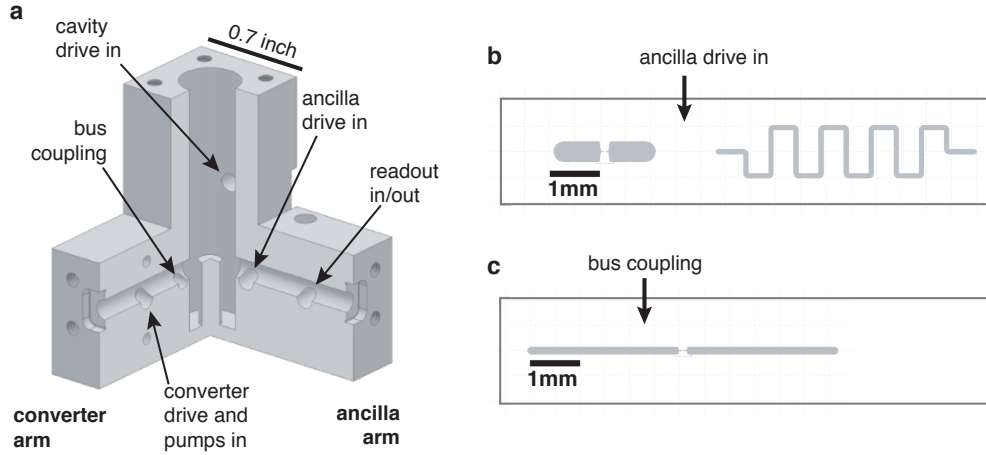 a
cavity
drive in
0.7 inch
ancilla
drive in
bus
coupling
readout
in/out
converter
arm
converter
drive and
pumps in
ancilla
arm
b
ancilla drive in
1mm
c
bus coupling
1mm